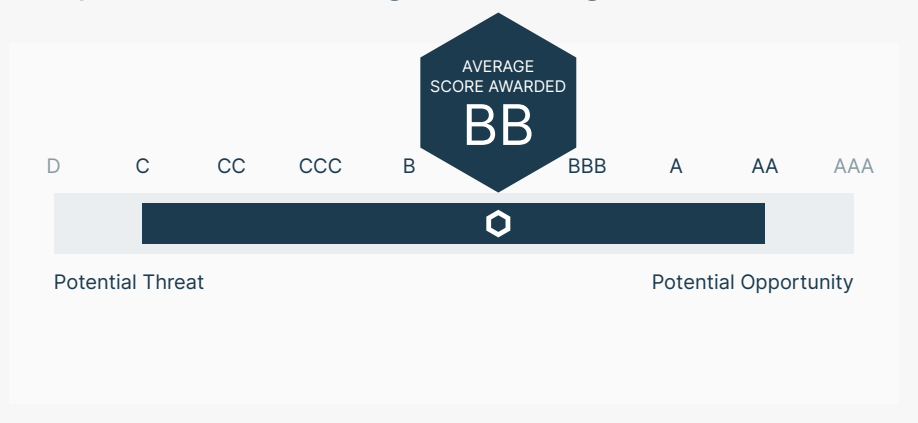 AVERAGE
SCORE AWARDED
BB
D C CC CCC B BBB A AA AAA
Potential Threat Potential Opportunity